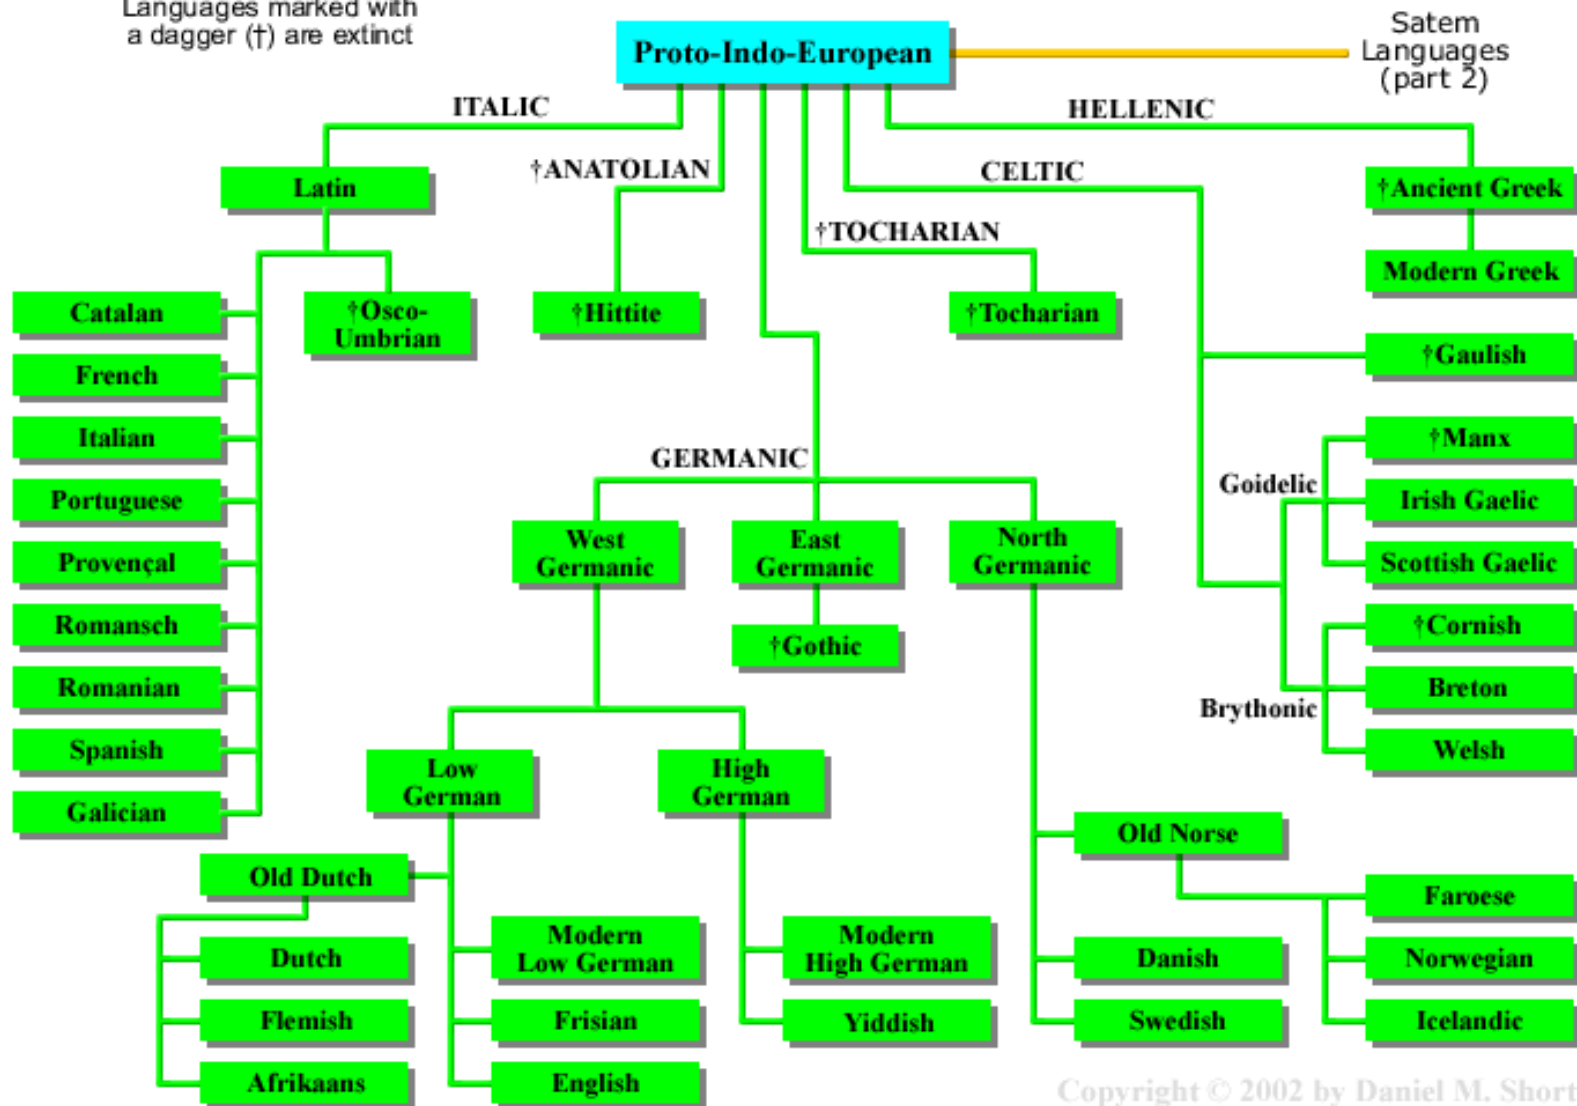 Languages marked with
a dagger (†) are extinct
Proto-Indo-European
Satem
Languages
(part 2)
ITALIC
HELLENIC
†ANATOLIAN
CELTIC
Latin
†Ancient Greek
†TOCHARIAN
Modern Greek
Catalan
†Osco-
Umbrian
†Hittite
†Tocharian
†Gaulish
French
Italian
†Manx
GERMANIC
Goidelic
Portuguese
Irish Gaelic
West
Germanic
East
Germanic
North
Germanic
Provençal
Scottish Gaelic
Romansch
†Cornish
†Gothic
Romanian
Breton
Brythonic
Spanish
Welsh
Low
German
High
German
Galician
Old Norse
Old Dutch
Faroese
Modern
Low German
Modern
High German
Dutch
Danish
Norwegian
Flemish
Frisian
Yiddish
Swedish
Icelandic
Afrikaans
English
Copyright © 2002 by Daniel M. Short